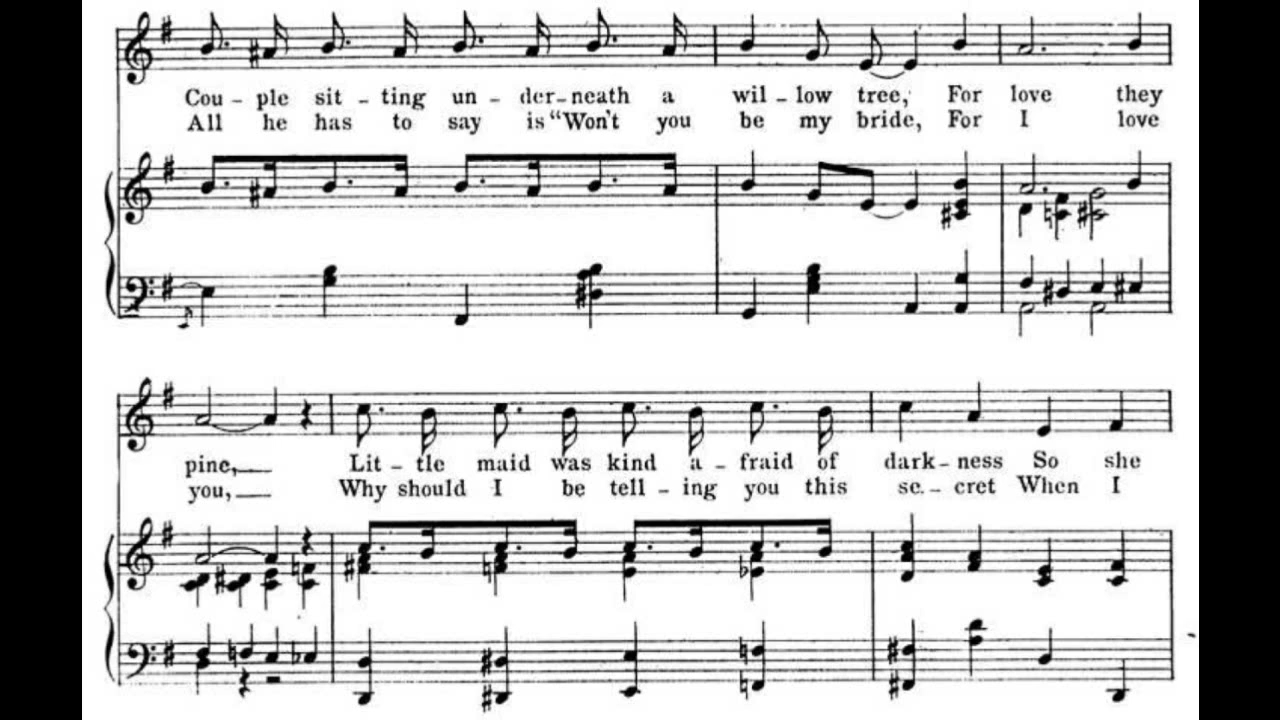 Cou - ple sit - ting un - der - neath a wil - low tree, For love they
All he has to say is "Won't you be my bride, For I love
pine, Lit - tle maid was kind a - fraid of dark - ness So she
you, Why should I be tell - ing you this se - cret When I